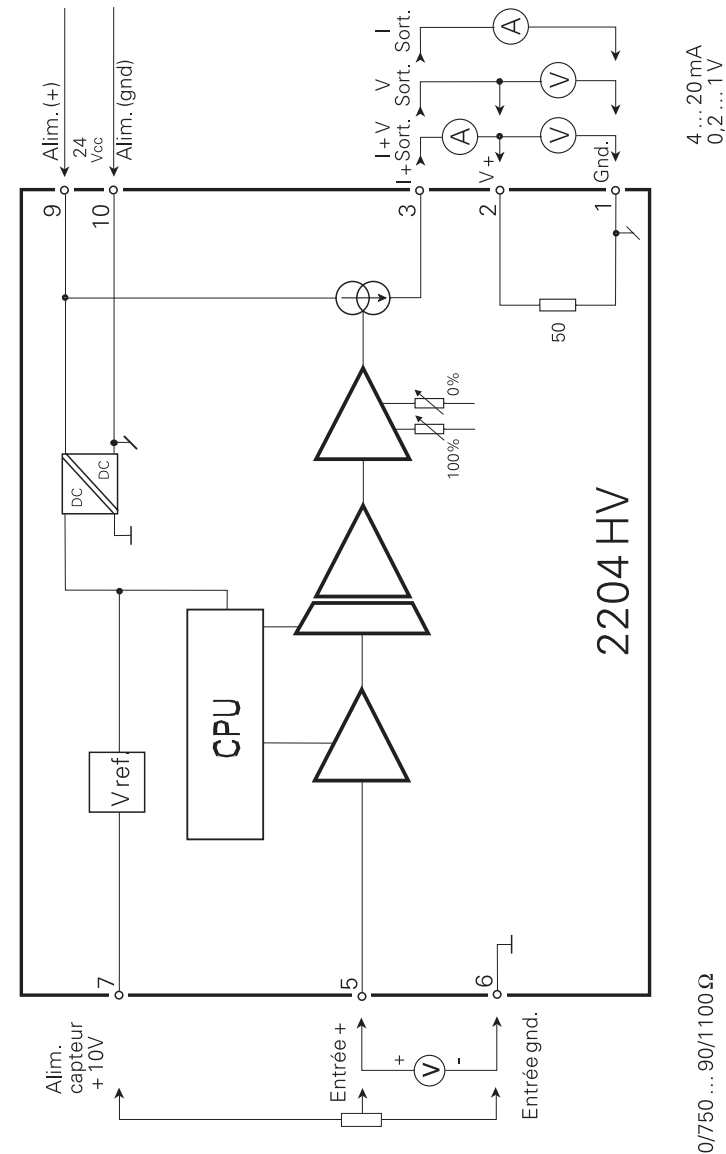 Alim.
capteur
+ 10V
7
V ref.
DC
DC
9
Alim. (+)
24
Vcc
10
Alim. (gnd)
CPU
Entrée +
5
+
V
-
6
Entrée gnd.
100%
0%
I +
3
I + V
Sort.
V
Sort.
I
Sort.
A
A
V +
2
V
V
50
1
Gnd.
2204 HV
0/750 ... 90/1100 Ω
4 ... 20 mA
0,2 ... 1 V